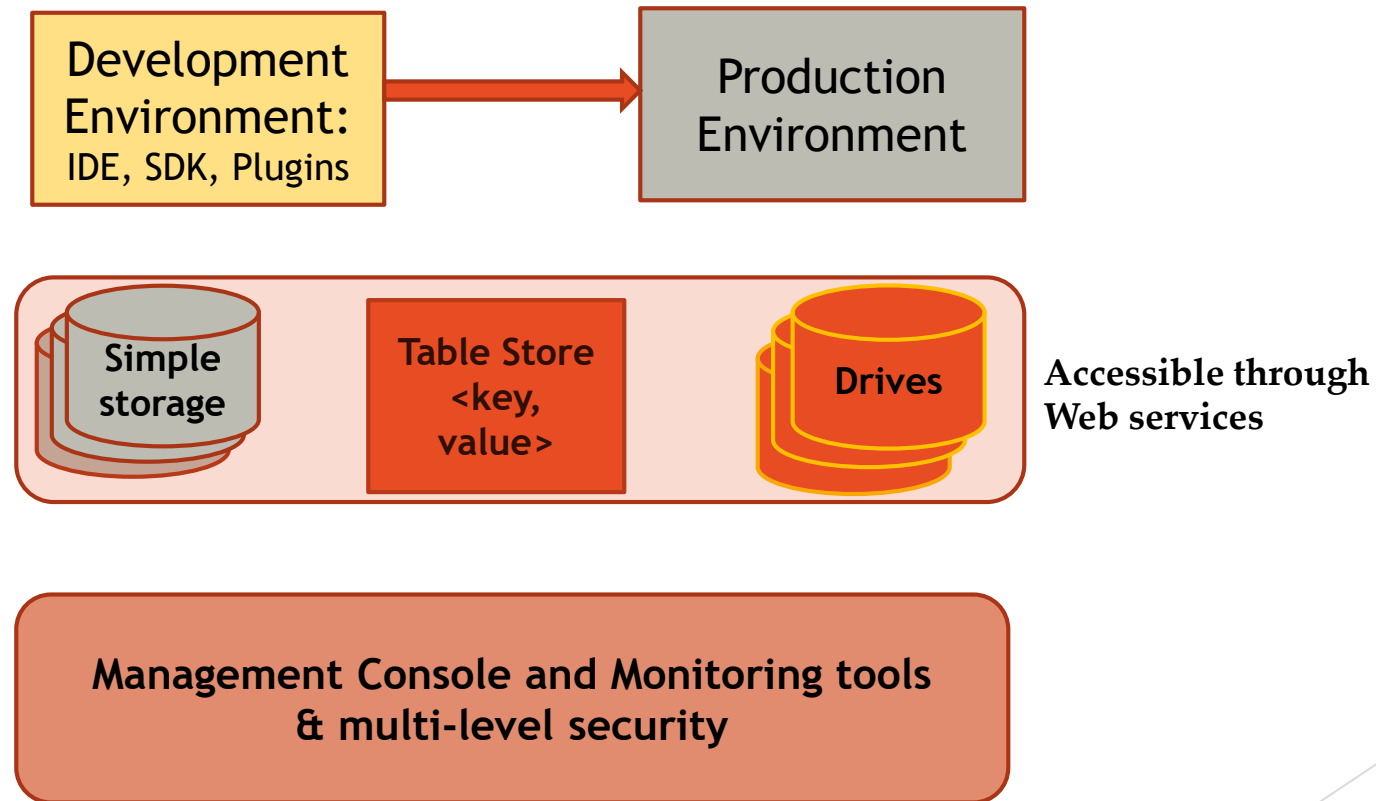 Development
Environment:
IDE, SDK, Plugins
Production
Environment
Simple
storage
Table Store
<key,
value>
Drives
Accessible through
Web services
Management Console and Monitoring tools
& multi-level security